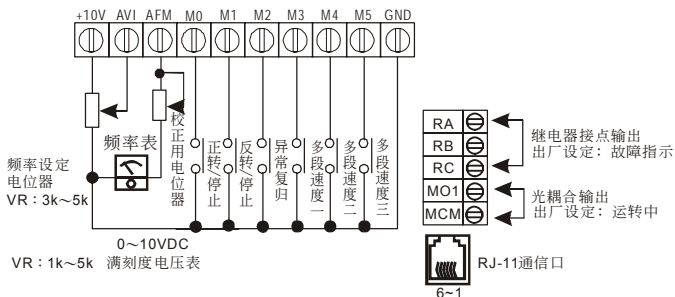 +10V AVI AFM M0 M1 M2 M3 M4 M5 GND
频率表
校正用电位器
正转/停止
反转/停止
异常复归
多段速度一
多段速度二
多段速度三
频率设定
电位器
VR：3k～5k
0～10VDC
VR：1k～5k 满刻度电压表
RA
RB
RC
MO1
MCM
继电器接点输出
出厂设定：故障指示
光耦合输出
出厂设定：运转中
RJ-11通信口
6~1